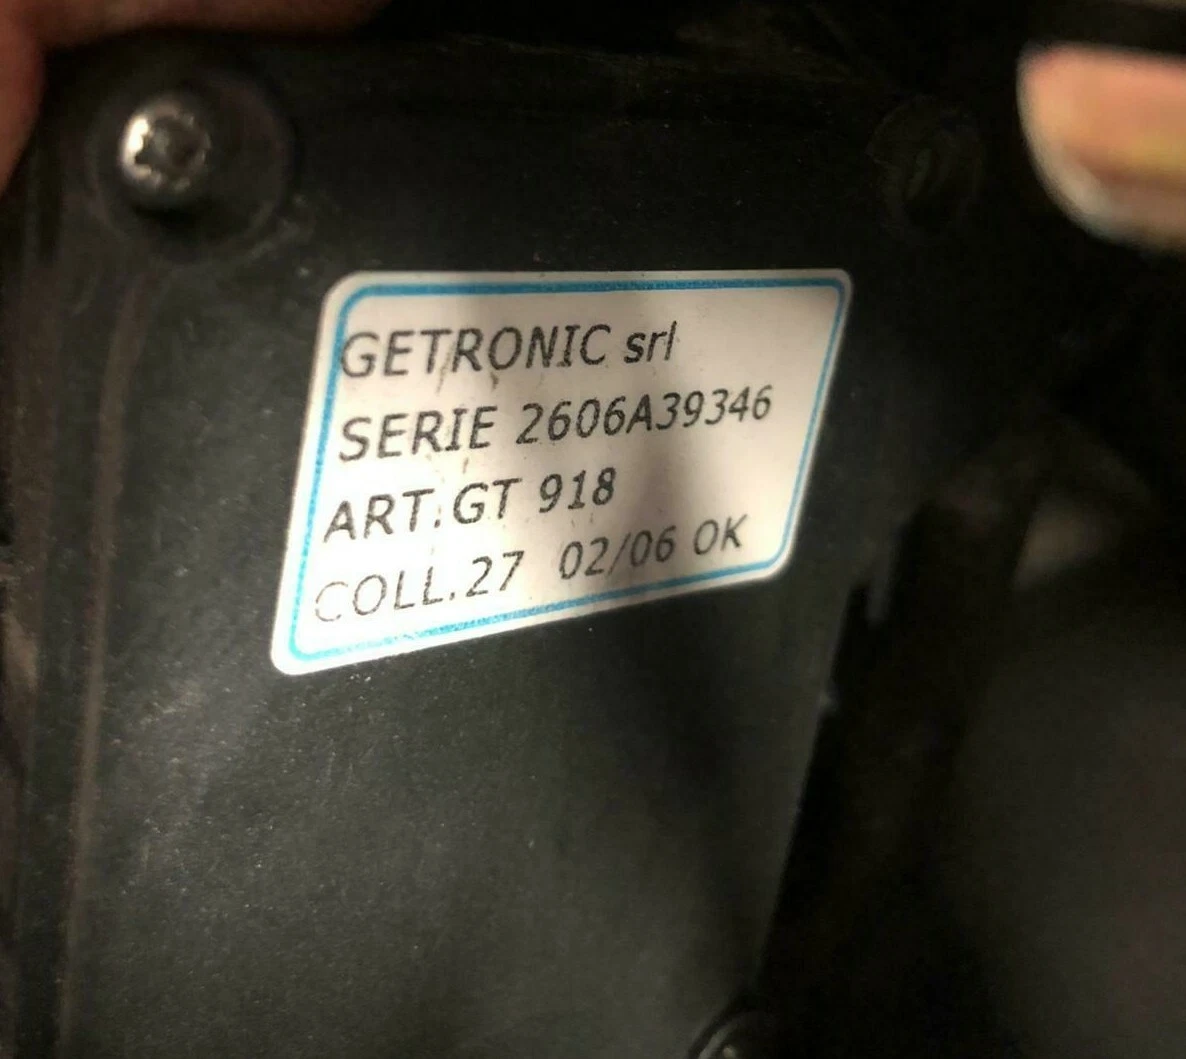 GETRONIC srl
SERIE 2606A39346
ART.GT 918
COLL.27 02/06 OK